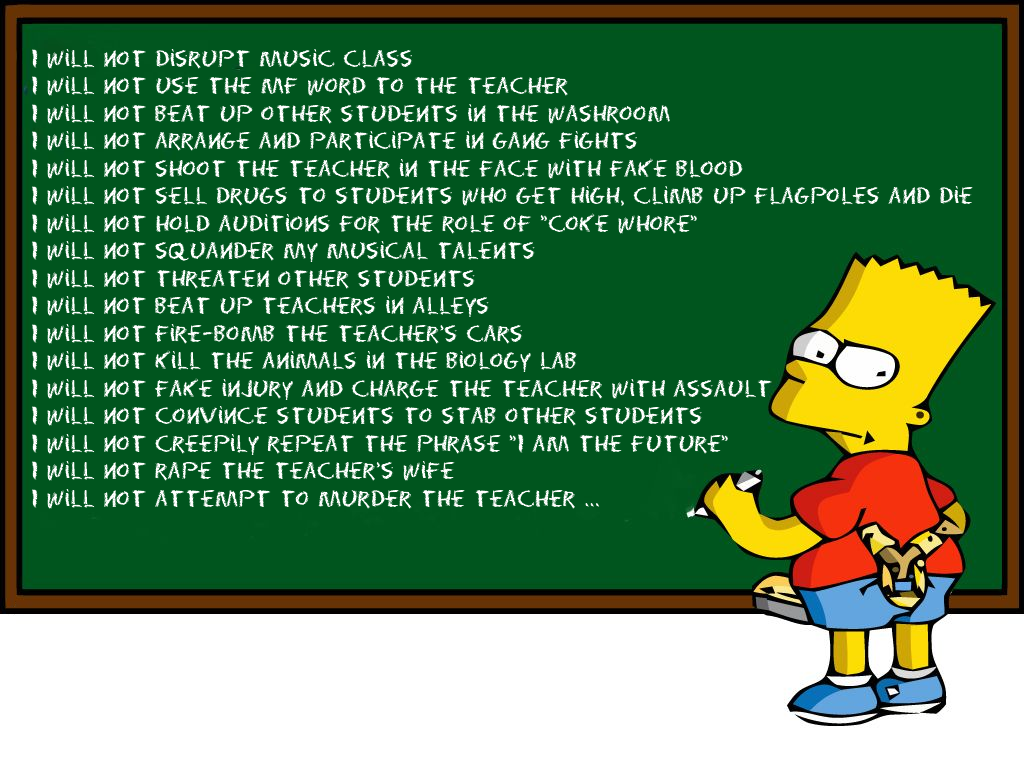 I WILL NOT DISRUPT MUSIC CLASS
I WILL NOT USE THE MF WORD TO THE TEACHER
I WILL NOT BEAT UP OTHER STUDENTS IN THE WASHROOM
I WILL NOT ARRANGE AND PARTICIPATE IN GANG FIGHTS
I WILL NOT SHOOT THE TEACHER IN THE FACE WITH FAKE BLOOD
I WILL NOT SELL DRUGS TO STUDENTS WHO GET HIGH, CLIMB UP FLAGPOLES AND DIE
I WILL NOT HOLD AUDITIONS FOR THE ROLE OF "COKE WHORE"
I WILL NOT SQUANDER MY MUSICAL TALENTS
I WILL NOT THREATEN OTHER STUDENTS
I WILL NOT BEAT UP TEACHERS IN ALLEYS
I WILL NOT FIRE-BOMB THE TEACHER'S CARS
I WILL NOT KILL THE ANIMALS IN THE BIOLOGY LAB
I WILL NOT FAKE INJURY AND CHARGE THE TEACHER WITH ASSAULT
I WILL NOT CONVINCE STUDENTS TO STAB OTHER STUDENTS
I WILL NOT CREEPILY REPEAT THE PHRASE "I AM THE FUTURE"
I WILL NOT RAPE THE TEACHER'S WIFE
I WILL NOT ATTEMPT TO MURDER THE TEACHER ...